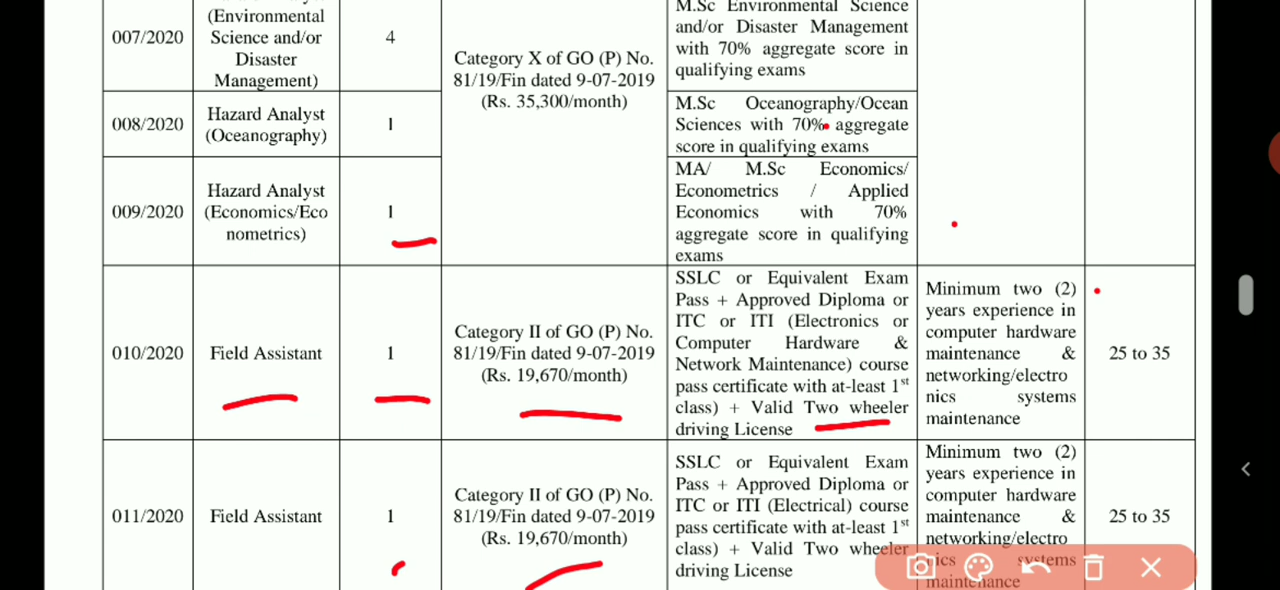 007/2020
(Environmental
Science and/or
Disaster
Management)
4
Category X of GO (P) No.
81/19/Fin dated 9-07-2019
(Rs. 35,300/month)
M.Sc Environmental Science
and/or Disaster Management
with 70% aggregate score in
qualifying exams
008/2020
Hazard Analyst
(Oceanography)
1
M.Sc Oceanography/Ocean
Sciences with 70% aggregate
score in qualifying exams
009/2020
Hazard Analyst
(Economics/Eco
nometrics)
1
MA/ M.Sc Economics/
Econometrics / Applied
Economics with 70%
aggregate score in qualifying
exams
010/2020
Field Assistant
1
Category II of GO (P) No.
81/19/Fin dated 9-07-2019
(Rs. 19,670/month)
SSLC or Equivalent Exam
Pass + Approved Diploma or
ITC or ITI (Electronics or
Computer Hardware &
Network Maintenance) course
pass certificate with at-least 1st
class) + Valid Two wheeler
driving License
Minimum two (2)
years experience in
computer hardware
maintenance &
networking/electro
nics systems
maintenance
25 to 35
011/2020
Field Assistant
1
Category II of GO (P) No.
81/19/Fin dated 9-07-2019
(Rs. 19,670/month)
SSLC or Equivalent Exam
Pass + Approved Diploma or
ITC or ITI (Electrical) course
pass certificate with at-least 1st
class) + Valid Two wheeler
driving License
Minimum two (2)
years experience in
computer hardware
maintenance &
networking/electro
nics systems
maintenance
25 to 35